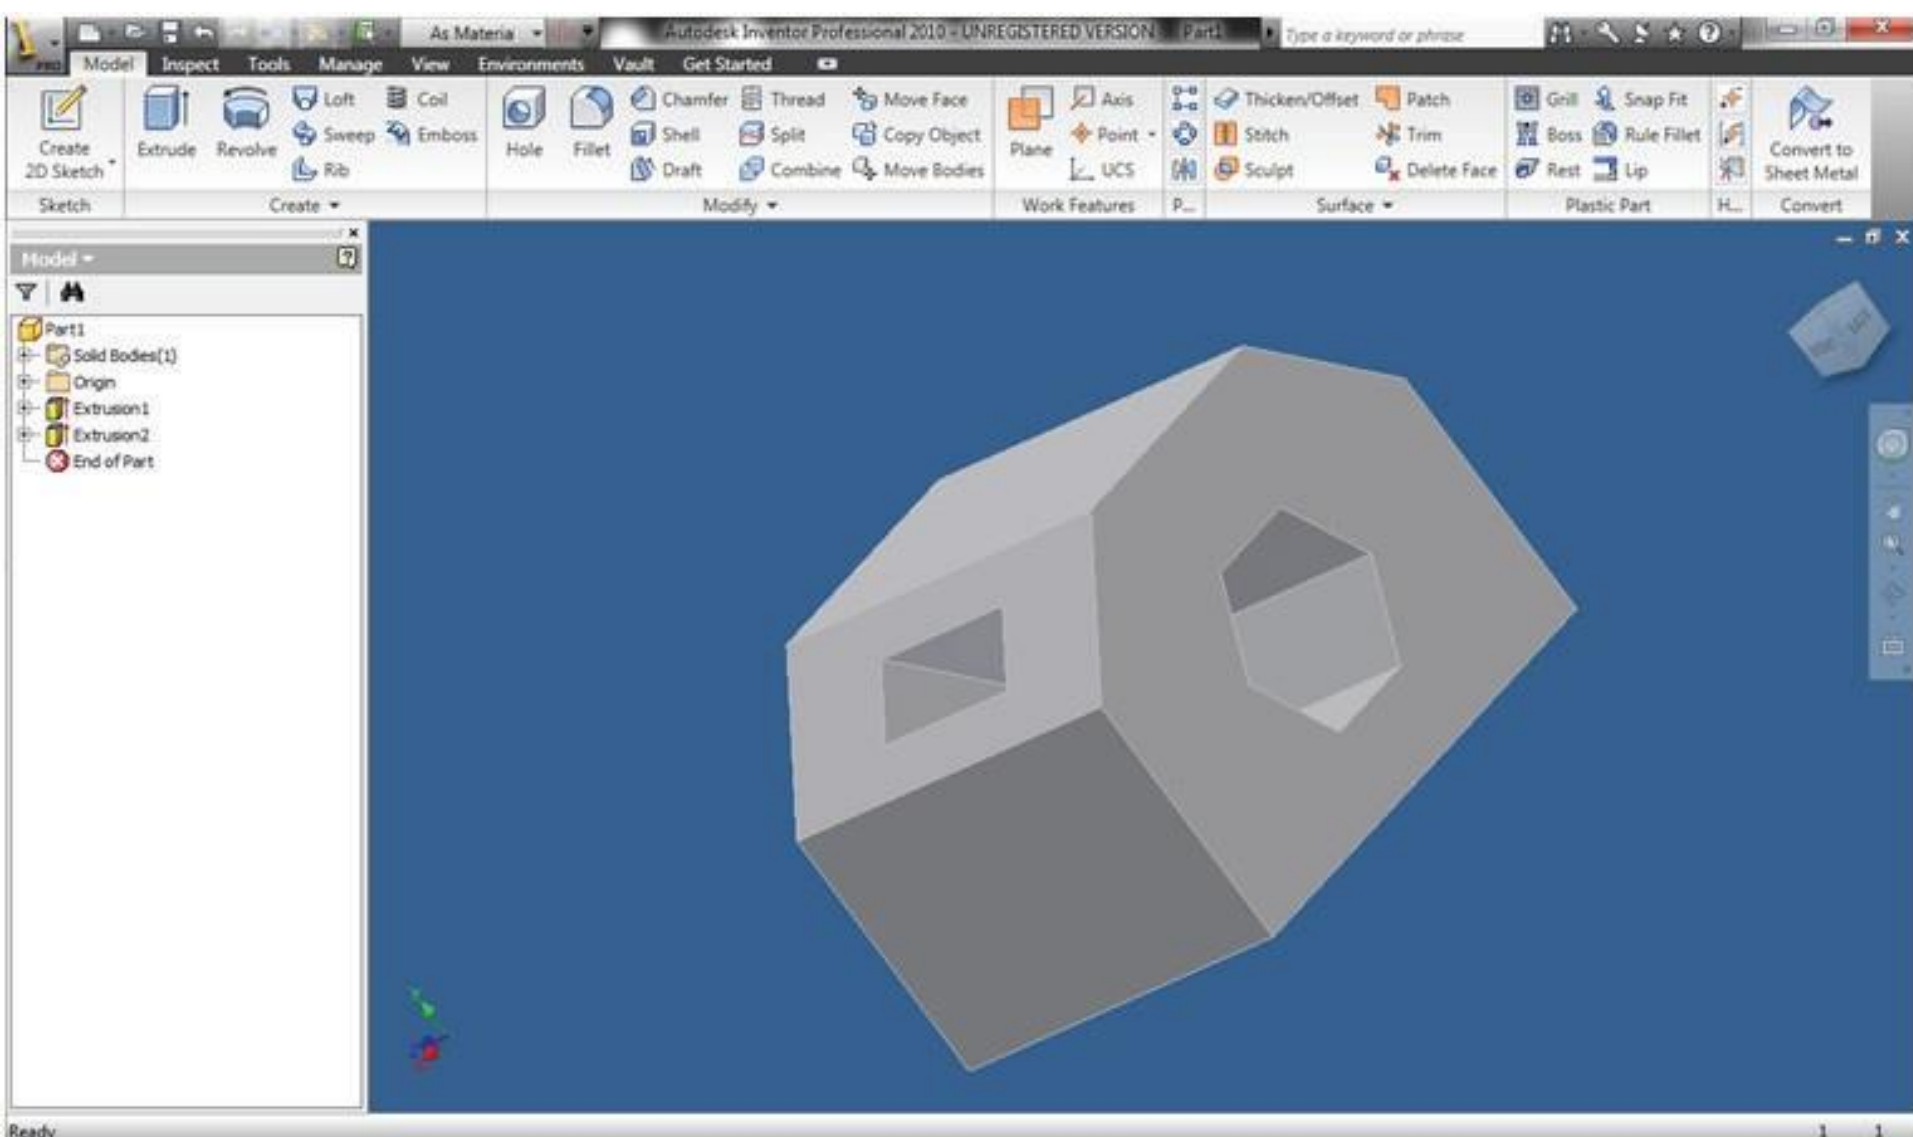 As Materia
Autodesk Inventor Professional 2010 - UNREGISTERED VERSION Part1
Type a keyword or phrase
PRO
Model Inspect Tools Manage View Environments Vault Get Started
Create
2D Sketch
Extrude
Revolve
Loft
Sweep
Rib
Coil
Emboss
Hole
Fillet
Chamfer
Shell
Draft
Thread
Split
Combine
Move Face
Copy Object
Move Bodies
Plane
Axis
Point
UCS
Thicken/Offset
Stitch
Sculpt
Patch
Trim
Delete Face
Grill
Boss
Rest
Snap Fit
Rule Fillet
Lip
Convert to
Sheet Metal
Sketch Create Modify Work Features P... Surface Plastic Part H... Convert
Model
Part1
Solid Bodies(1)
Origin
Extrusion1
Extrusion2
End of Part
Ready
1 1